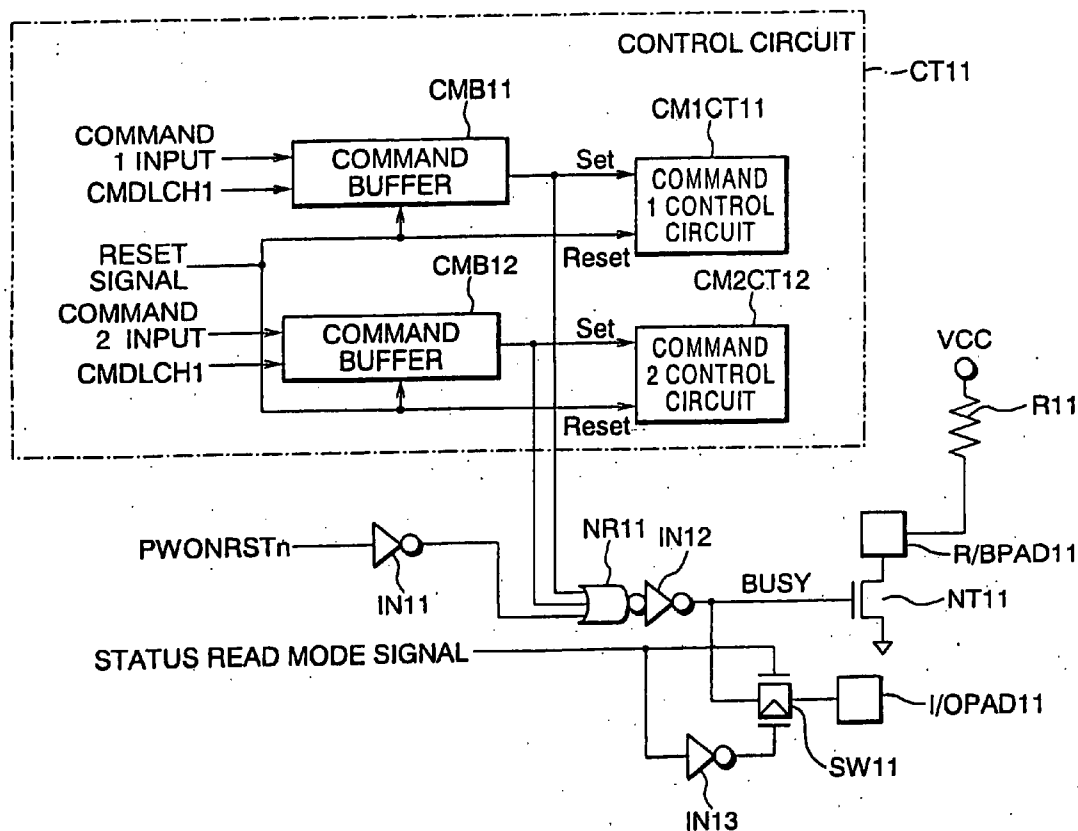 CONTROL CIRCUIT
CT11
CMB11
CM1CT11
COMMAND
1 INPUT
CMDLCH1
COMMAND
BUFFER
Set
COMMAND
1 CONTROL
CIRCUIT
RESET
SIGNAL
Reset
CMB12
CM2CT12
COMMAND
2 INPUT
CMDLCH1
COMMAND
BUFFER
Set
COMMAND
2 CONTROL
CIRCUIT
Reset
VCC
R11
PWONRSTn
IN11
NR11
IN12
BUSY
R/BPAD11
NT11
STATUS READ MODE SIGNAL
I/OPAD11
SW11
IN13